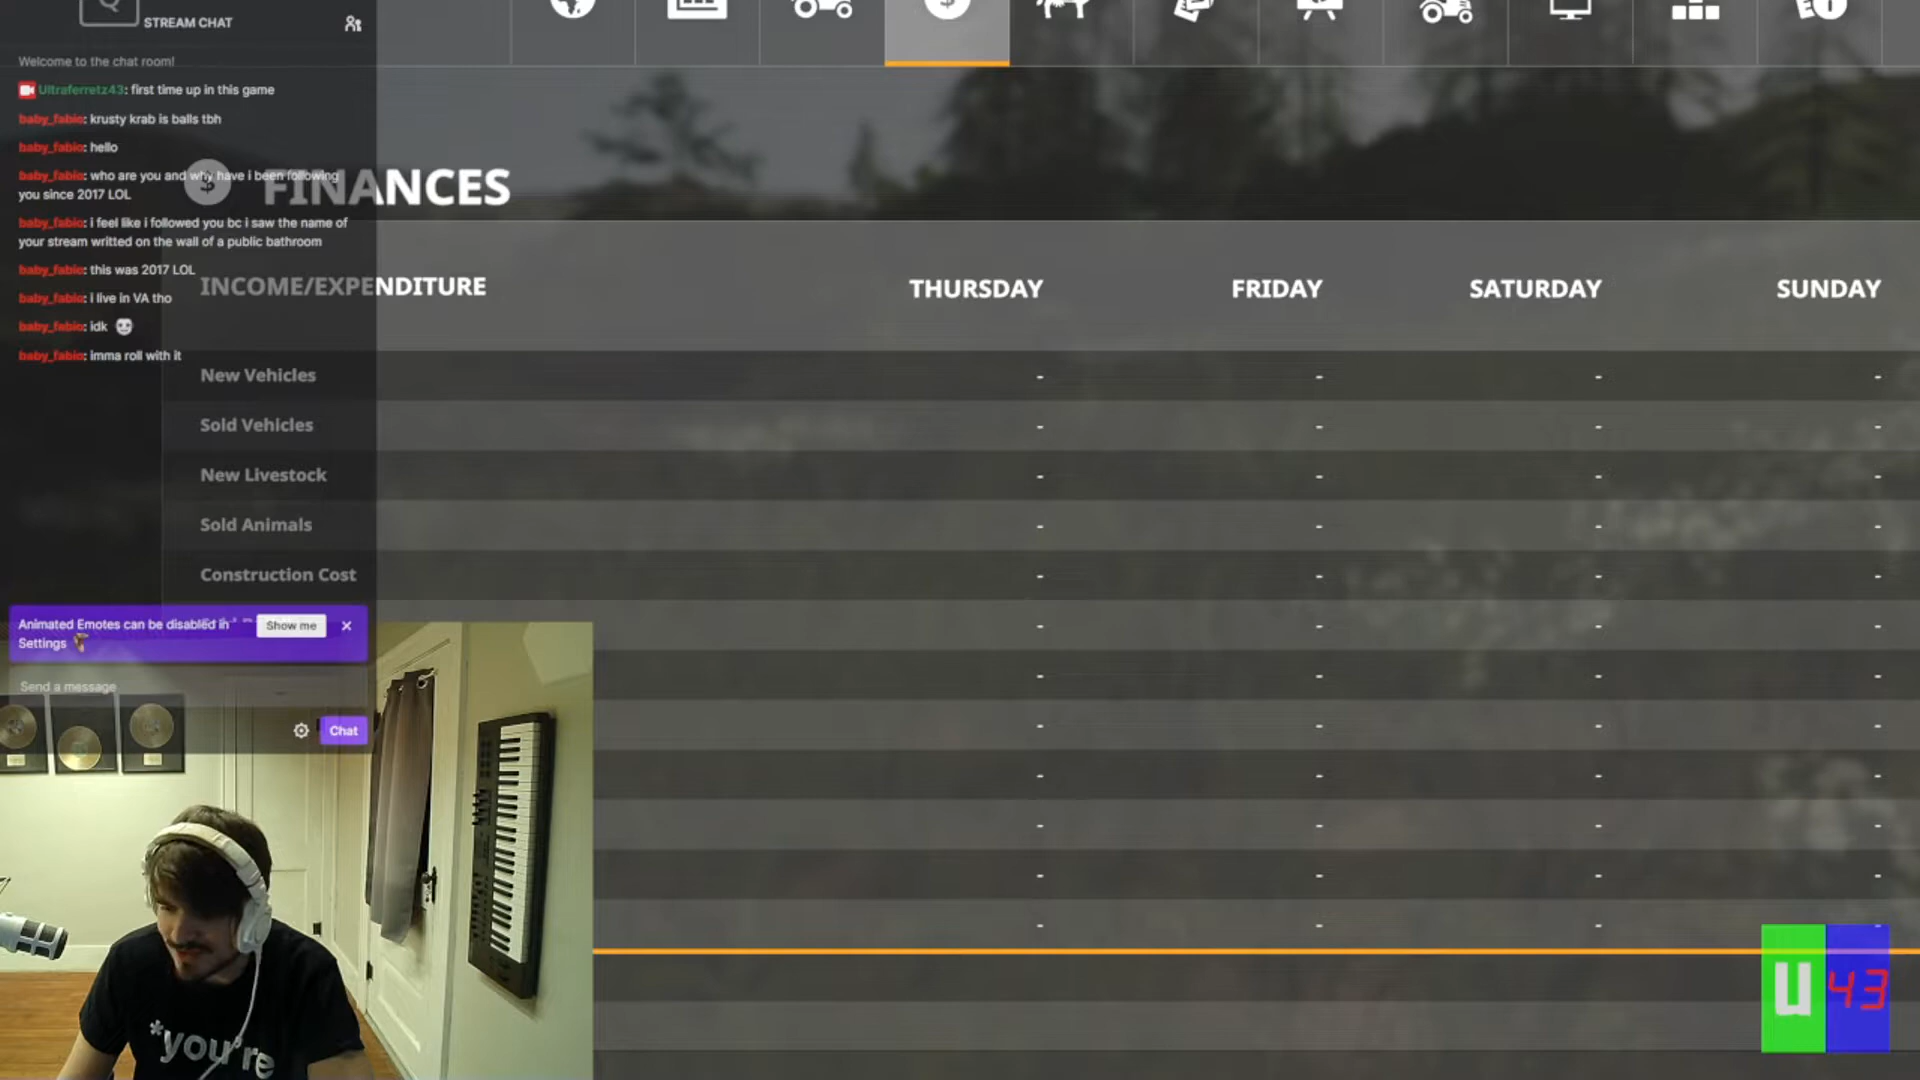 STREAM CHAT
Welcome to the chat room!
Ultraferretz43: first time up in this game
baby_fabio: krusty krab is balls tbh
baby_fabio: hello
baby_fabio: who are you and why have i been following
you since 2017 LOL
baby_fabio: i feel like i followed you bc i saw the name of
your stream writted on the wall of a public bathroom
baby_fabio: this was 2017 LOL
baby_fabio: i live in VA tho
baby_fabio: idk
baby_fabio: imma roll with it
FINANCES
INCOME/EXPENDITURE THURSDAY FRIDAY SATURDAY SUNDAY
New Vehicles - - - -
Sold Vehicles - - - -
New Livestock - - - -
Sold Animals - - - -
Construction Cost - - - -
- - - -
- - - -
- - - -
- - - -
- - - -
- - - -
- - - -
Animated Emotes can be disabled in
Settings
Show me
Send a message
Chat
*you're
U 43